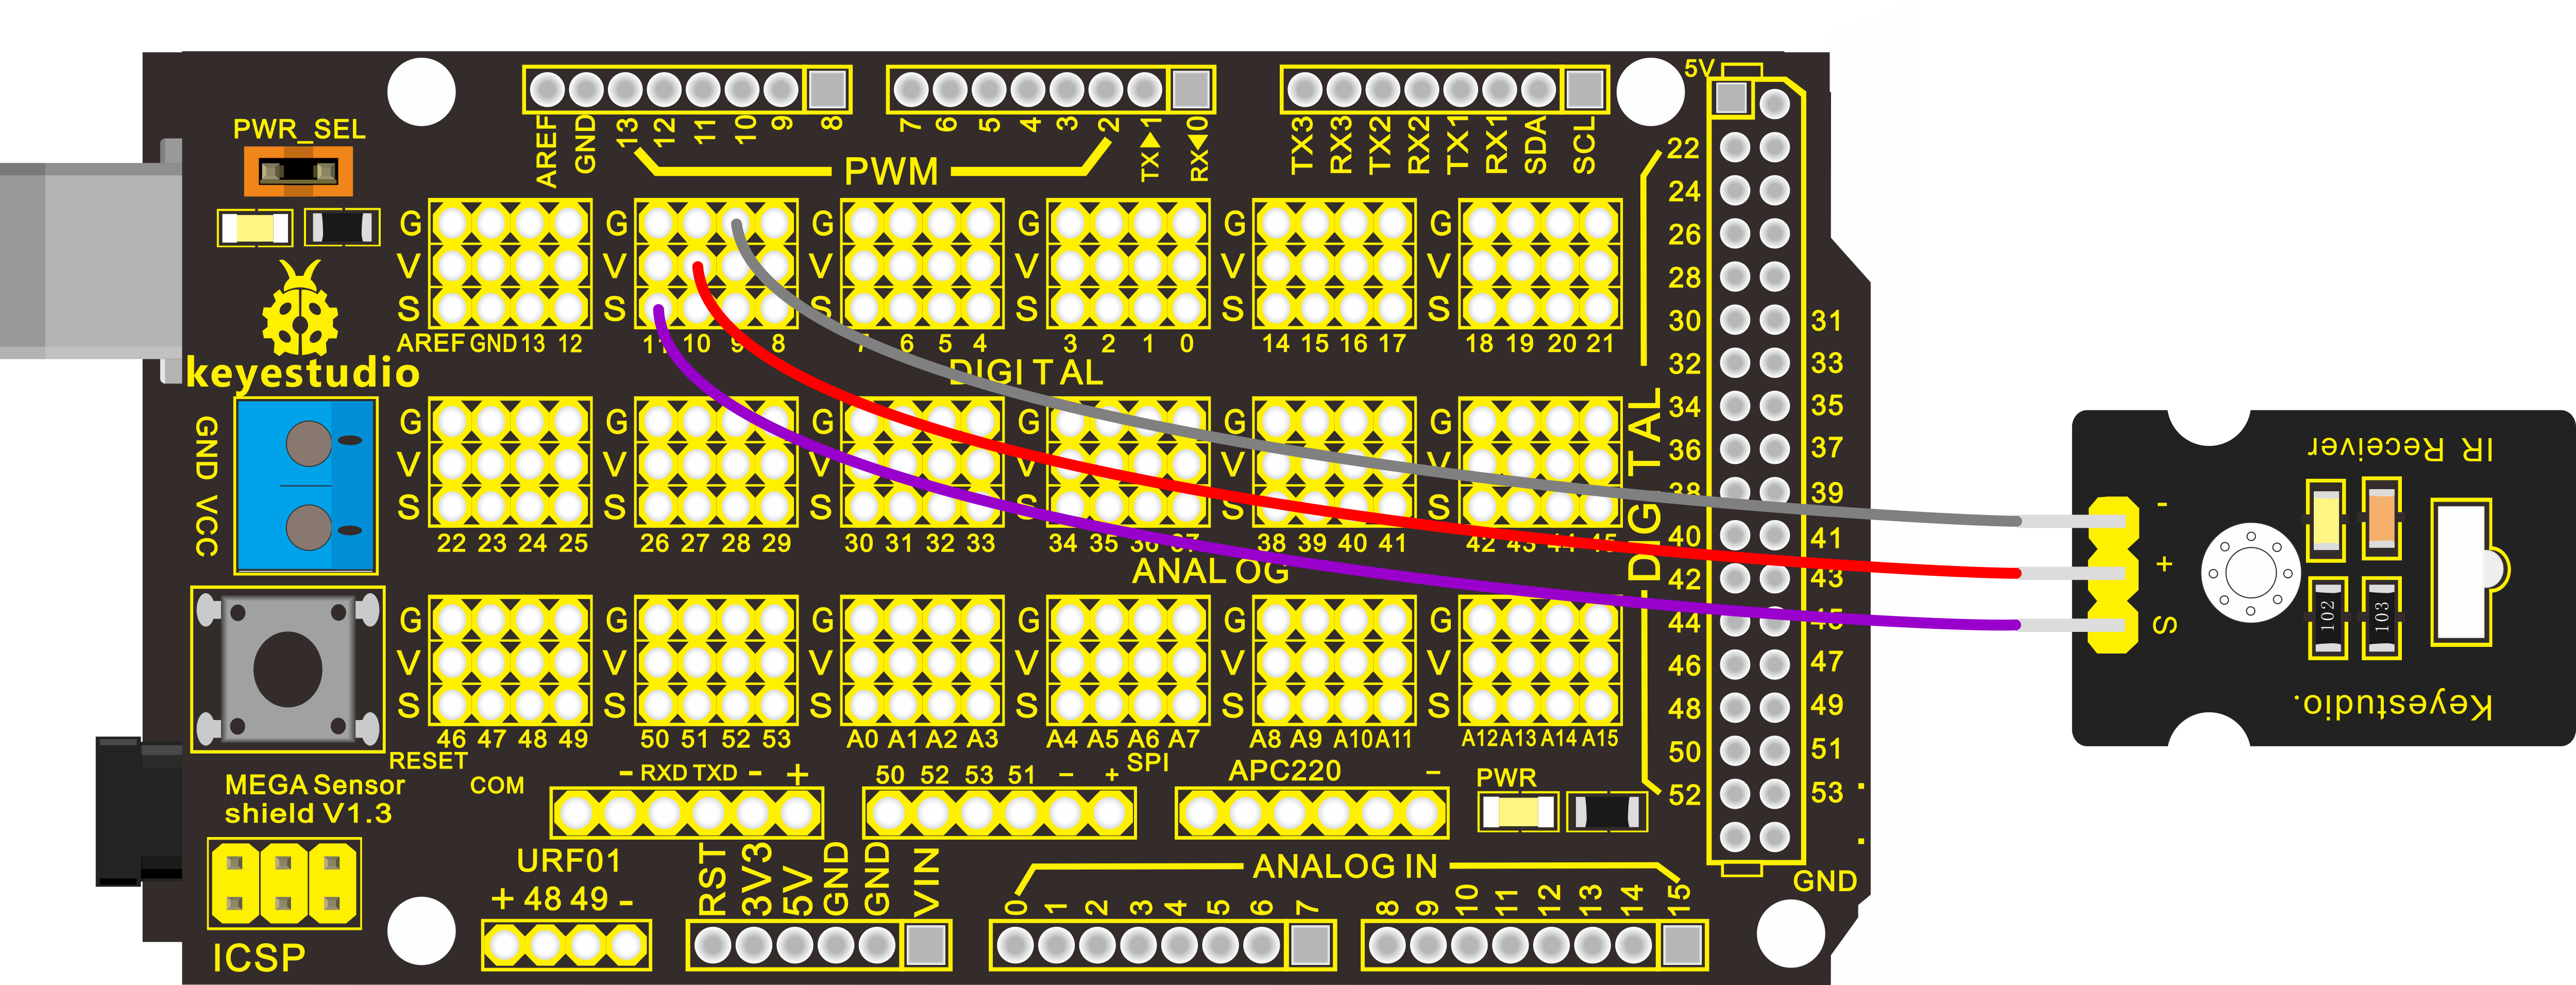 5V
PWR_SEL
AREF GND 13 12 11 10 9 8
7 6 5 4 3 2 TX▶1 RX◀0
TX3 RX3 TX2 RX2 TX1 RX1 SDA SCL
PWM
G G G G G G
V V V V V V
S S S S S S
AREF GND 13 12
11 10 9 8
7 6 5 4
3 2 1 0
14 15 16 17
18 19 20 21
DIGITAL
keyestudio
GND VCC
G G G G G G
V V V V V V
S S S S S S
22 23 24 25
26 27 28 29
30 31 32 33
34 35 36 37
38 39 40 41
42 43 44 45
ANALOG
G G G G G G
V V V V V V
S S S S S S
46 47 48 49
50 51 52 53
A0 A1 A2 A3
A4 A5 A6 A7
A8 A9 A10 A11
A12 A13 A14 A15
DIGITAL
22
24
26
28
30 31
32 33
34 35
36 37
38 39
40 41
42 43
44 45
46 47
48 49
50 51
52 53
GND
RESET
COM
- RXD TXD - +
50 52 53 51 - +
SPI
APC220 -
PWR
MEGA Sensor
shield V1.3
URF01
+ 48 49 -
ICSP
RST 3V3 5V GND GND VIN
ANALOG IN
0 1 2 3 4 5 6 7
8 9 10 11 12 13 14 15
IR Receiver
-
+
S
102 103
Keyestudio.